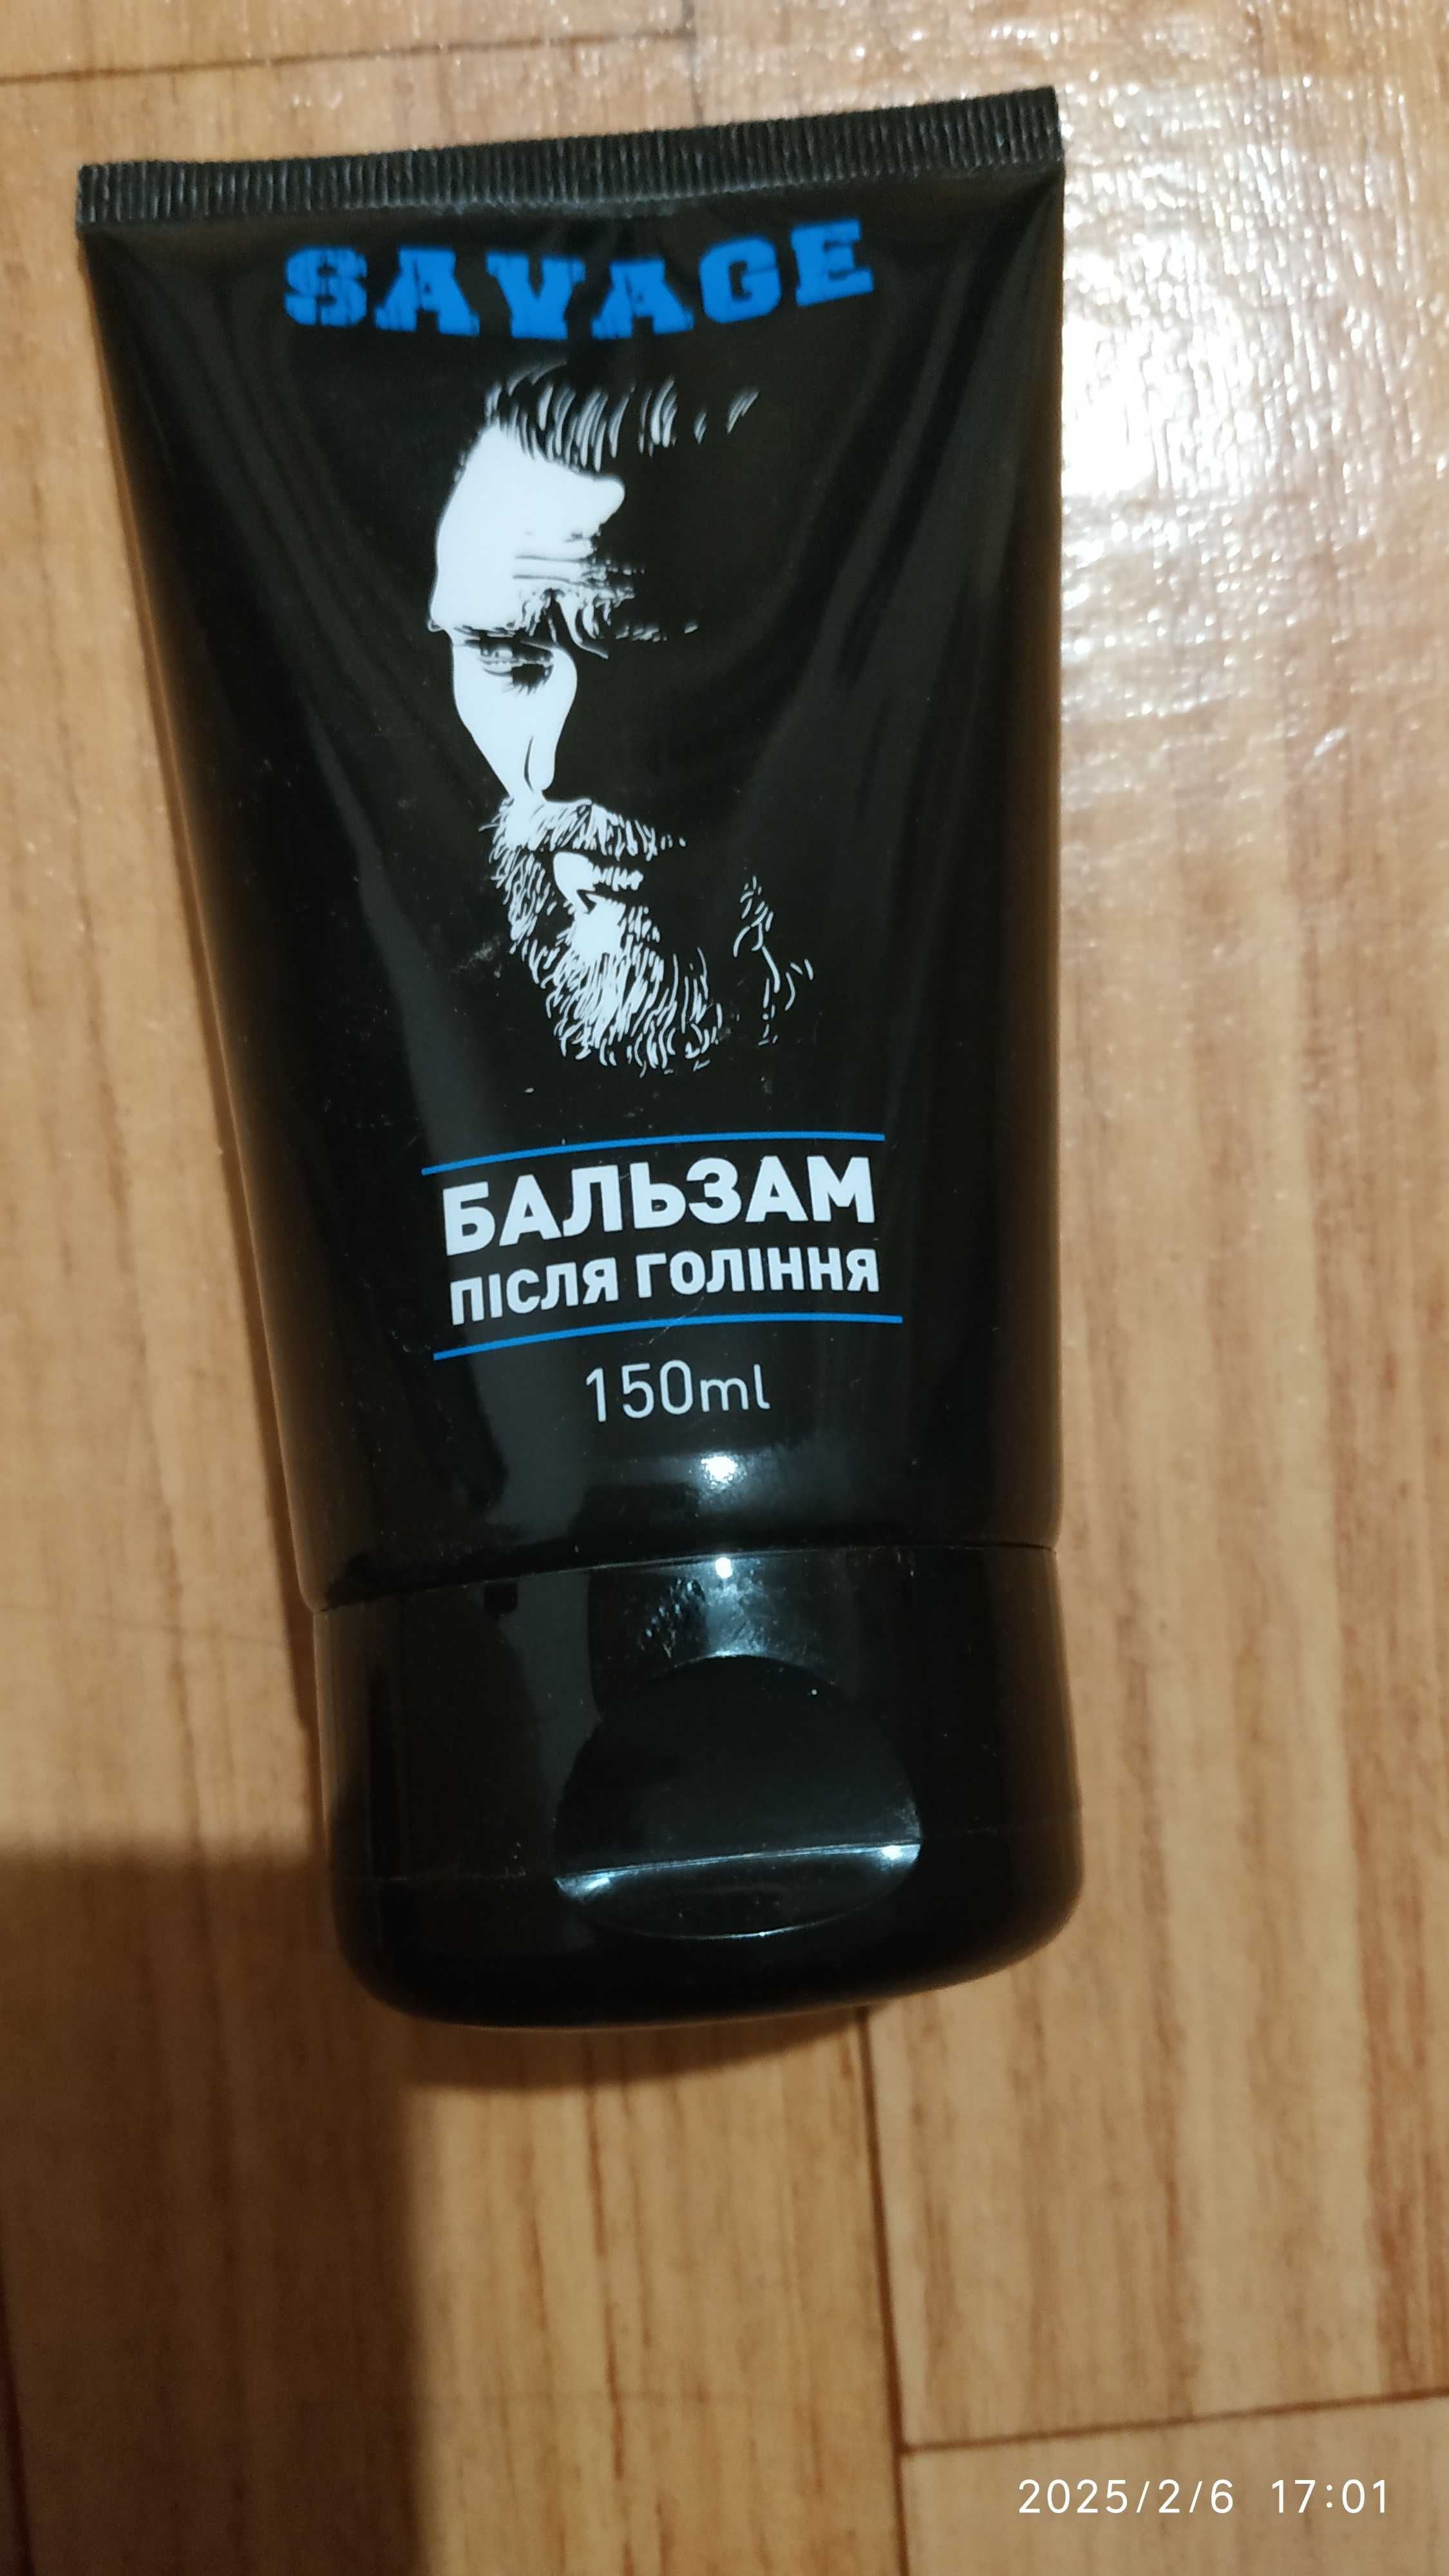 SAVAGE
БАЛЬЗАМ
ПІСЛЯ ГОЛІННЯ
150ml
2025/2/6 17:01